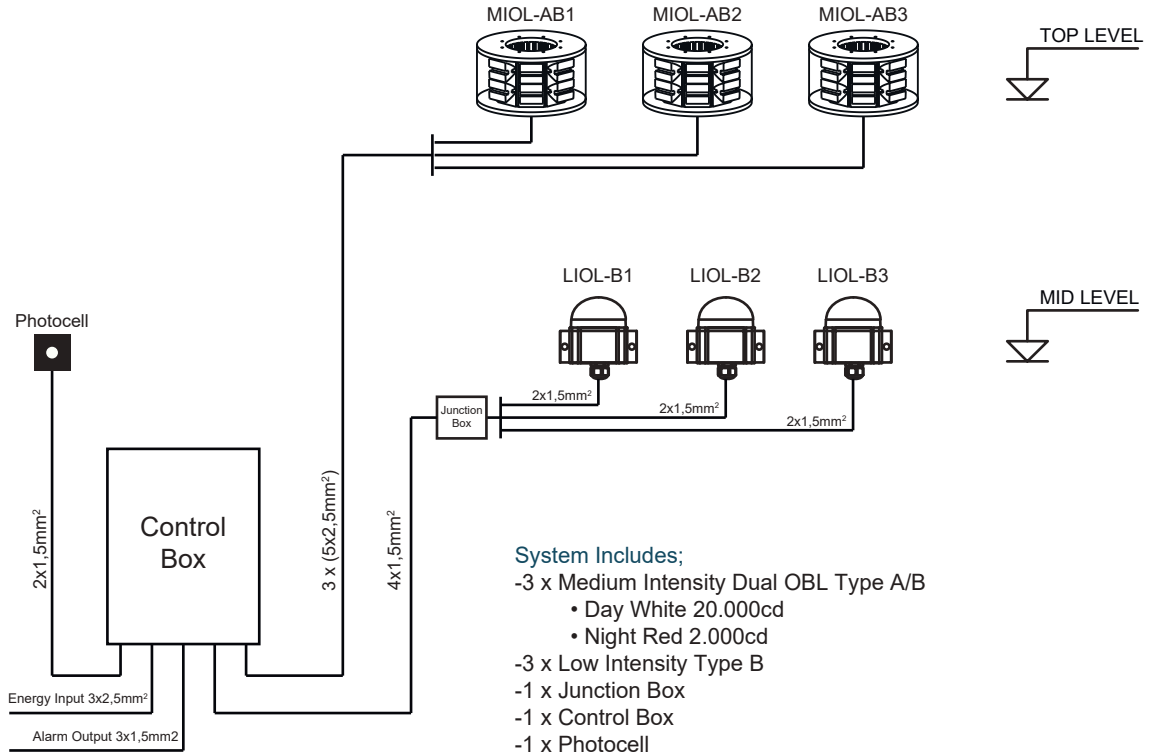 MIOL-AB1
MIOL-AB2
MIOL-AB3
TOP LEVEL
LIOL-B1
LIOL-B2
LIOL-B3
MID LEVEL
Photocell
2x1,5mm²
2x1,5mm²
2x1,5mm²
Junction
Box
2x1,5mm²
Control
Box
3 x (5x2,5mm²)
4x1,5mm²
System Includes;
-3 x Medium Intensity Dual OBL Type A/B
• Day White 20.000cd
• Night Red 2.000cd
-3 x Low Intensity Type B
-1 x Junction Box
-1 x Control Box
-1 x Photocell
Energy Input 3x2,5mm²
Alarm Output 3x1,5mm2